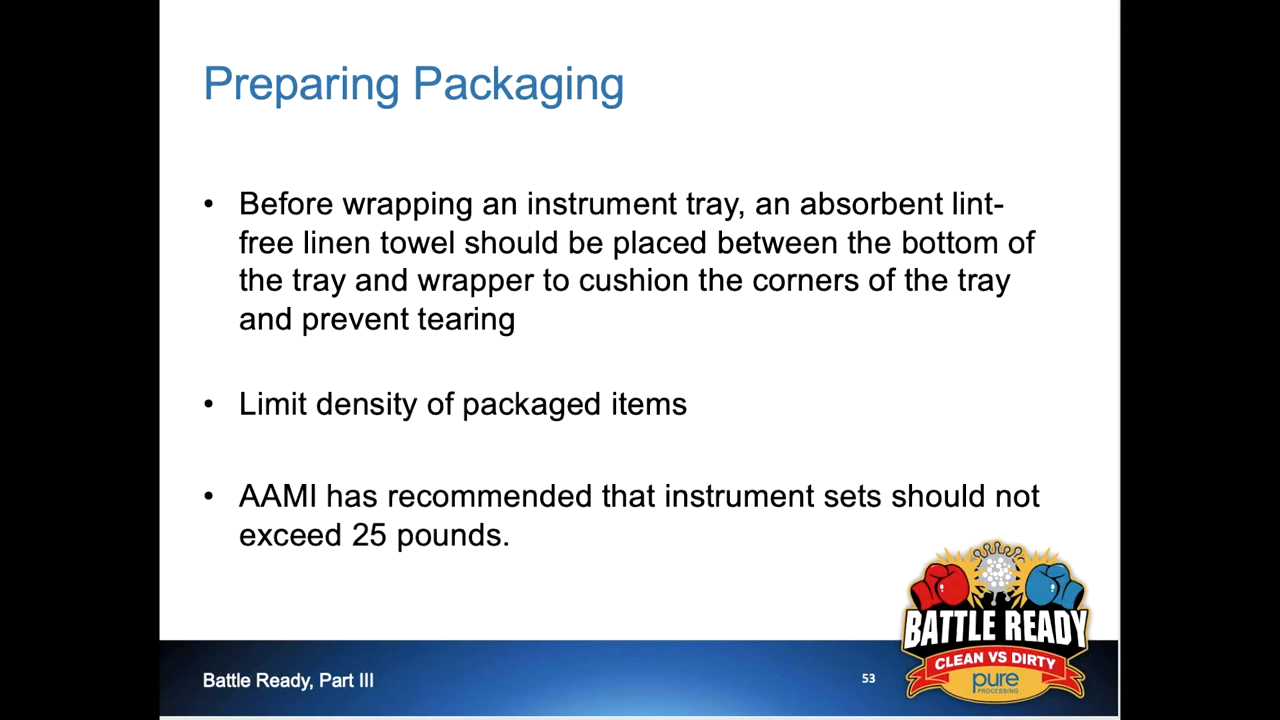 Preparing Packaging
• Before wrapping an instrument tray, an absorbent lint-
free linen towel should be placed between the bottom of
the tray and wrapper to cushion the corners of the tray
and prevent tearing
• Limit density of packaged items
• AAMI has recommended that instrument sets should not
exceed 25 pounds.
BATTLE READY
CLEAN VS DIRTY
pure
PROCESSING
Battle Ready, Part III
53